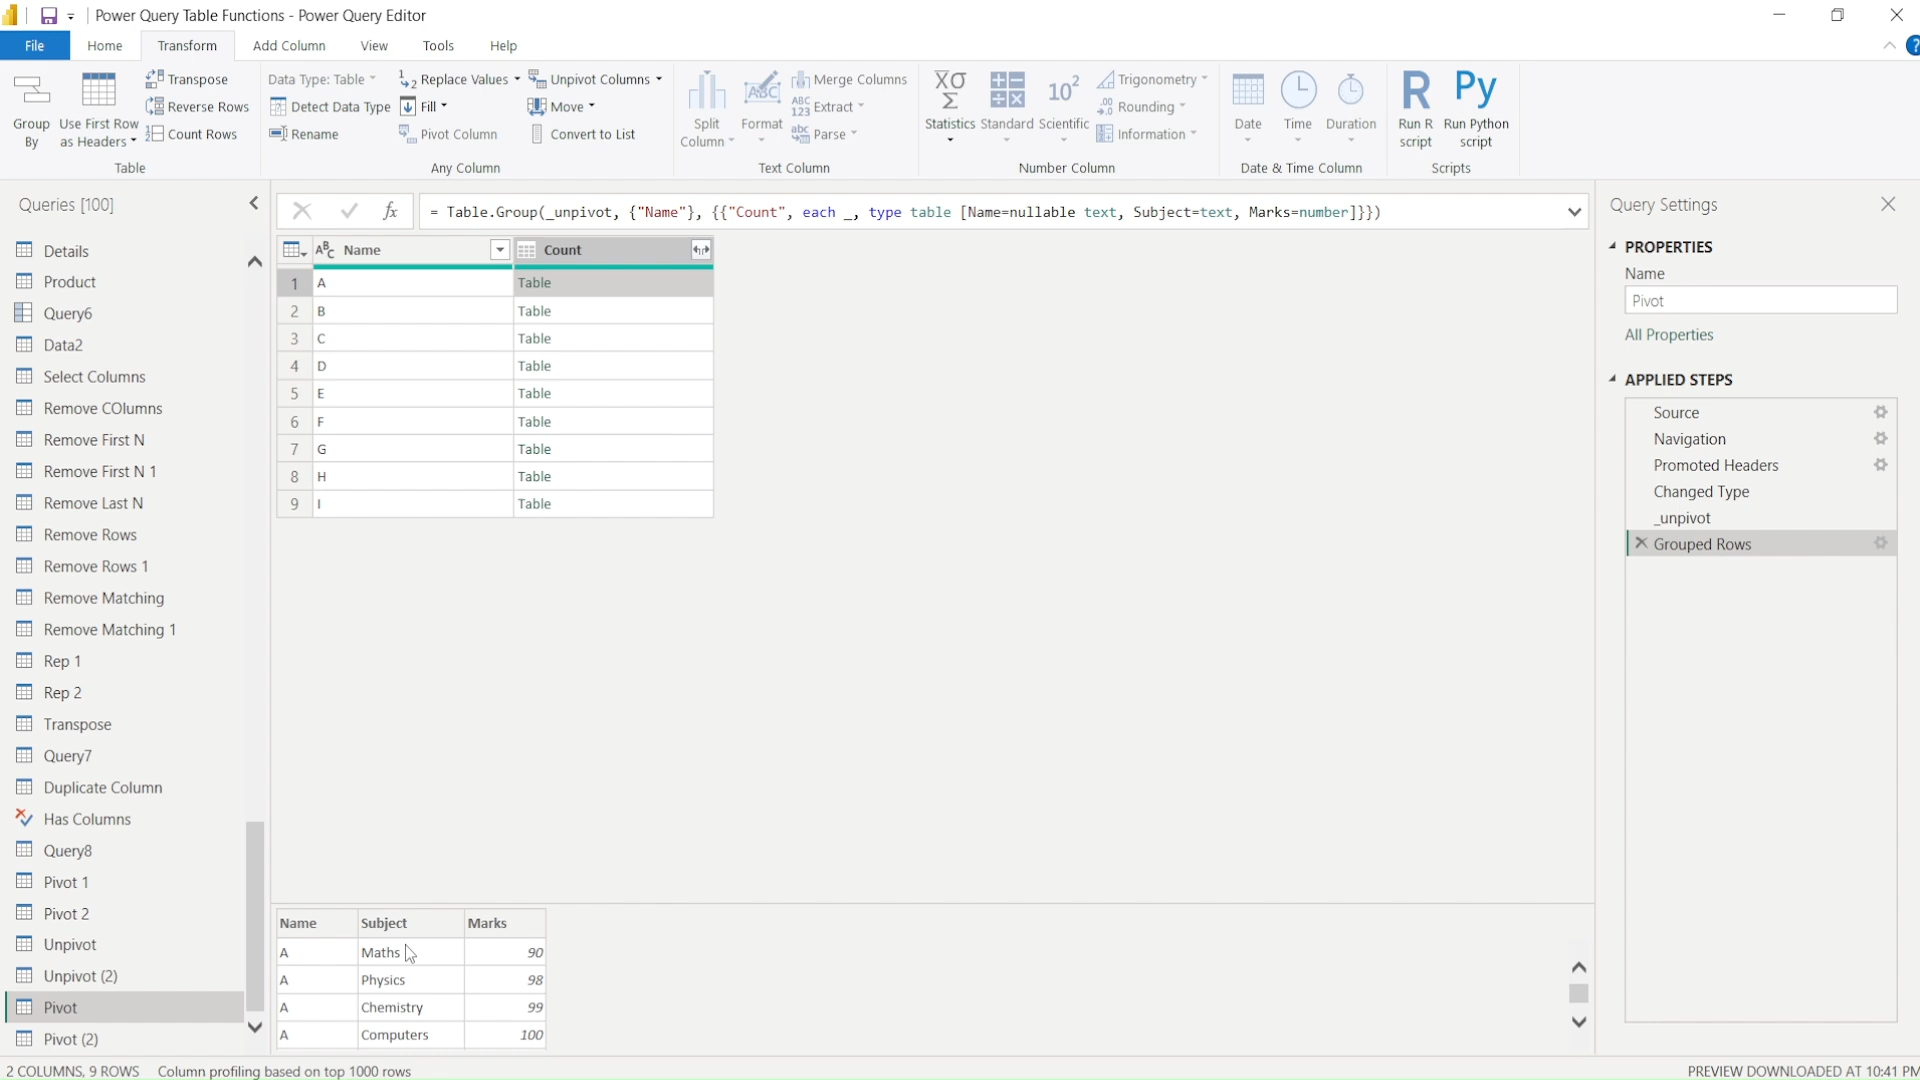 Power Query Table Functions - Power Query Editor
File Home Transform Add Column View Tools Help
Group By
Use First Row as Headers
Transpose
Reverse Rows
Count Rows
Table
Data Type: Table
Detect Data Type
Rename
Replace Values
Fill
Pivot Column
Unpivot Columns
Move
Convert to List
Any Column
Split Column
Format
Merge Columns
Extract
Parse
Text Column
Statistics
Standard
Scientific
Trigonometry
Rounding
Information
Number Column
Date
Time
Duration
Date & Time Column
Run R script
Run Python script
Scripts
Queries [100]
Details
Product
Query6
Data2
Select Columns
Remove COlumns
Remove First N
Remove First N 1
Remove Last N
Remove Rows
Remove Rows 1
Remove Matching
Remove Matching 1
Rep 1
Rep 2
Transpose
Query7
Duplicate Column
Has Columns
Query8
Pivot 1
Pivot 2
Unpivot
Unpivot (2)
Pivot
Pivot (2)
= Table.Group(_unpivot, {"Name"}, {{"Count", each _, type table [Name=nullable text, Subject=text, Marks=number]}})
Name Count
1 A Table
2 B Table
3 C Table
4 D Table
5 E Table
6 F Table
7 G Table
8 H Table
9 I Table
Name Subject Marks
A Maths 90
A Physics 98
A Chemistry 99
A Computers 100
Query Settings
PROPERTIES
Name
Pivot
All Properties
APPLIED STEPS
Source
Navigation
Promoted Headers
Changed Type
_unpivot
Grouped Rows
2 COLUMNS, 9 ROWS Column profiling based on top 1000 rows
PREVIEW DOWNLOADED AT 10:41 PM